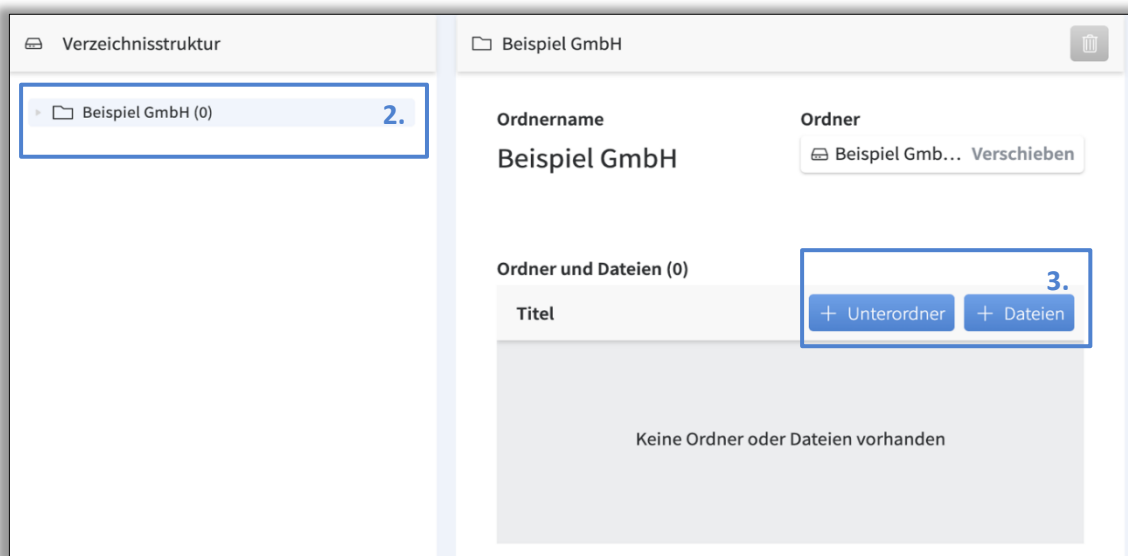 Verzeichnisstruktur
Beispiel GmbH (0)
2.
Beispiel GmbH
Ordnername
Ordner
Beispiel GmbH
Beispiel Gmb... Verschieben
Ordner und Dateien (0)
3.
Titel
+ Unterordner
+ Dateien
Keine Ordner oder Dateien vorhanden